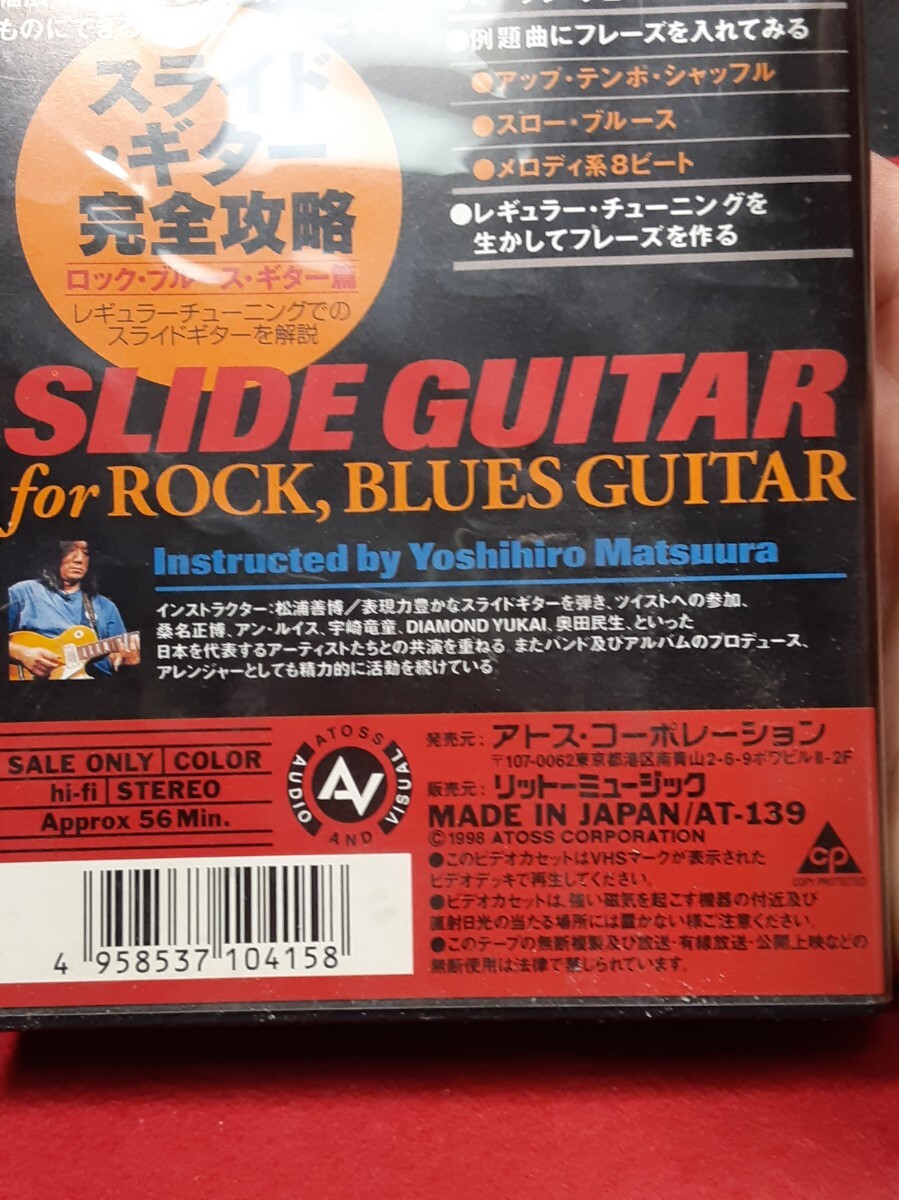 ものにできる
スライド
・ギター
完全攻略
ロック・ブルース・ギター篇
レギュラーチューニングでの
スライドギターを解説
●例題曲にフレーズを入れてみる
●アップ・テンポ・シャッフル
●スロー・ブルース
●メロディ系8ビート
●レギュラー・チューニングを
生かしてフレーズを作る
SLIDE GUITAR
for ROCK, BLUES GUITAR
Instructed by Yoshihiro Matsuura
インストラクター:松浦善博/表現力豊かなスライドギターを弾き、ツイストへの参加、
桑名正博、アン・ルイス、宇崎竜童、DIAMOND YUKAI、奥田民生、といった
日本を代表するアーティストたちとの共演を重ねる。またバンド及びアルバムのプロデュース、
アレンジャーとしても精力的に活動を続けている
SALE ONLY COLOR
hi-fi STEREO
Approx 56 Min.
ATOSS AUDIO AND VISUAL
AV
発売元:アトス・コーポレーション
〒107-0062東京都港区南青山2-6-9ボワビルII-2F
販売元:リットーミュージック
MADE IN JAPAN/AT-139
©1998 ATOSS CORPORATION
●このビデオカセットはVHSマークが表示された
ビデオデッキで再生してください。
●ビデオカセットは、強い磁気を起こす機器の付近及び
直射日光の当たる場所には置かない様ご注意ください。
●このテープの無断複製及び放送・有線放送・公開上映などの
無断使用は法律で禁じられています。
cp
COPY PROTECTED
4 958537 104158